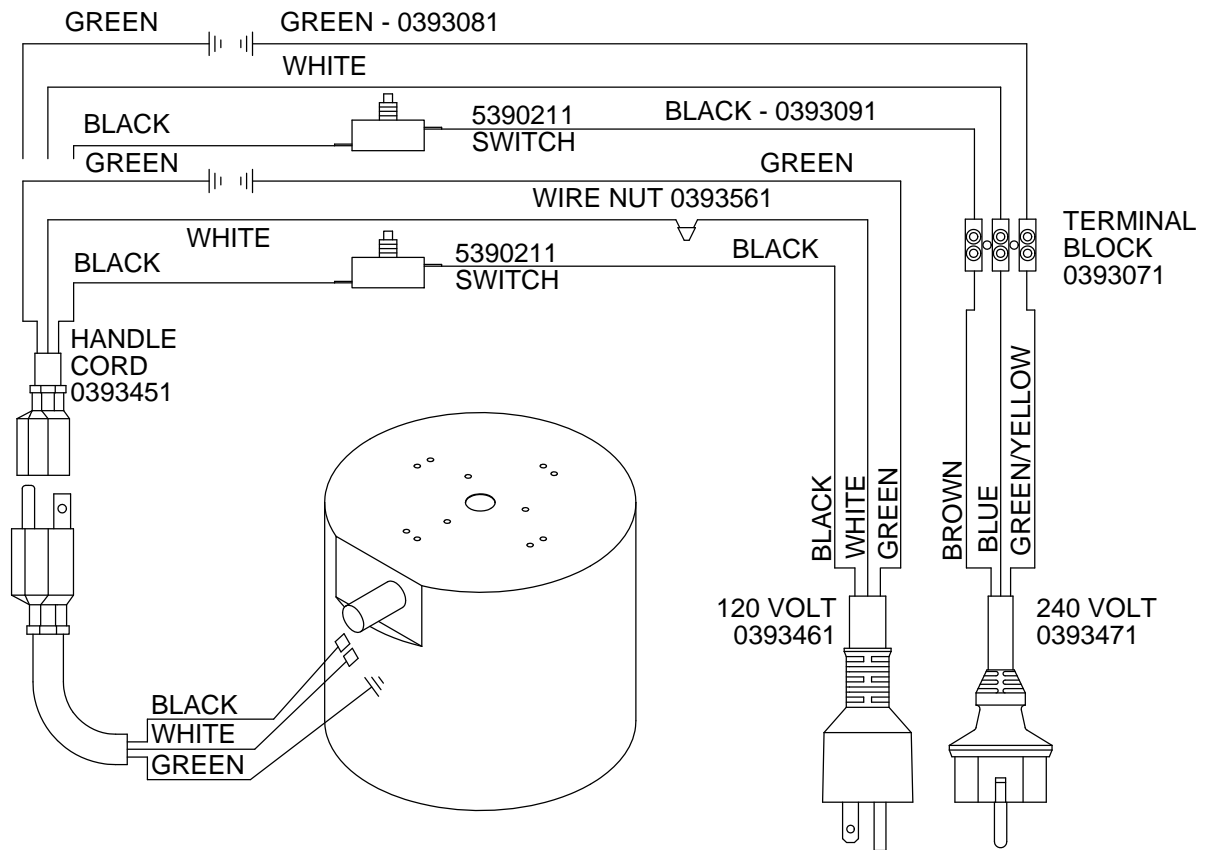 GREEN
GREEN - 0393081
WHITE
BLACK
5390211
SWITCH
BLACK - 0393091
GREEN
GREEN
WIRE NUT 0393561
WHITE
BLACK
5390211
SWITCH
BLACK
TERMINAL
BLOCK
0393071
HANDLE
CORD
0393451
BLACK
WHITE
GREEN
BROWN
BLUE
GREEN/YELLOW
120 VOLT
0393461
240 VOLT
0393471
BLACK
WHITE
GREEN